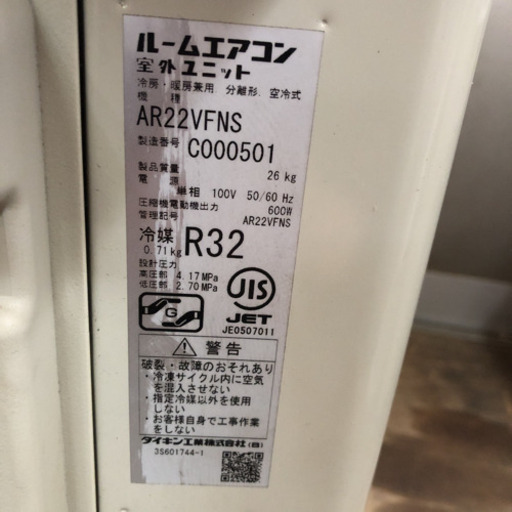 ルームエアコン
室外ユニット
冷房・暖房兼用. 分離形. 空冷式
機 種
AR22VFNS
製造番号 C000501
製品質量 26 kg
電 源
単相 100V 50/60 Hz
圧縮機電動機出力 600W
管理記号 AR22VFNS
冷媒 R32
0.71kg
設計圧力
高圧部 4.17 MPa
低圧部 2.70 MPa
G
JIS
JET
JE0507011
警告
破裂・故障のおそれあり
・冷凍サイクル内に空気
を混入させない
・指定冷媒以外を使用
しない
・お客様自身で工事作業
をしない
ダイキン工業株式会社(日)
3S601744-1